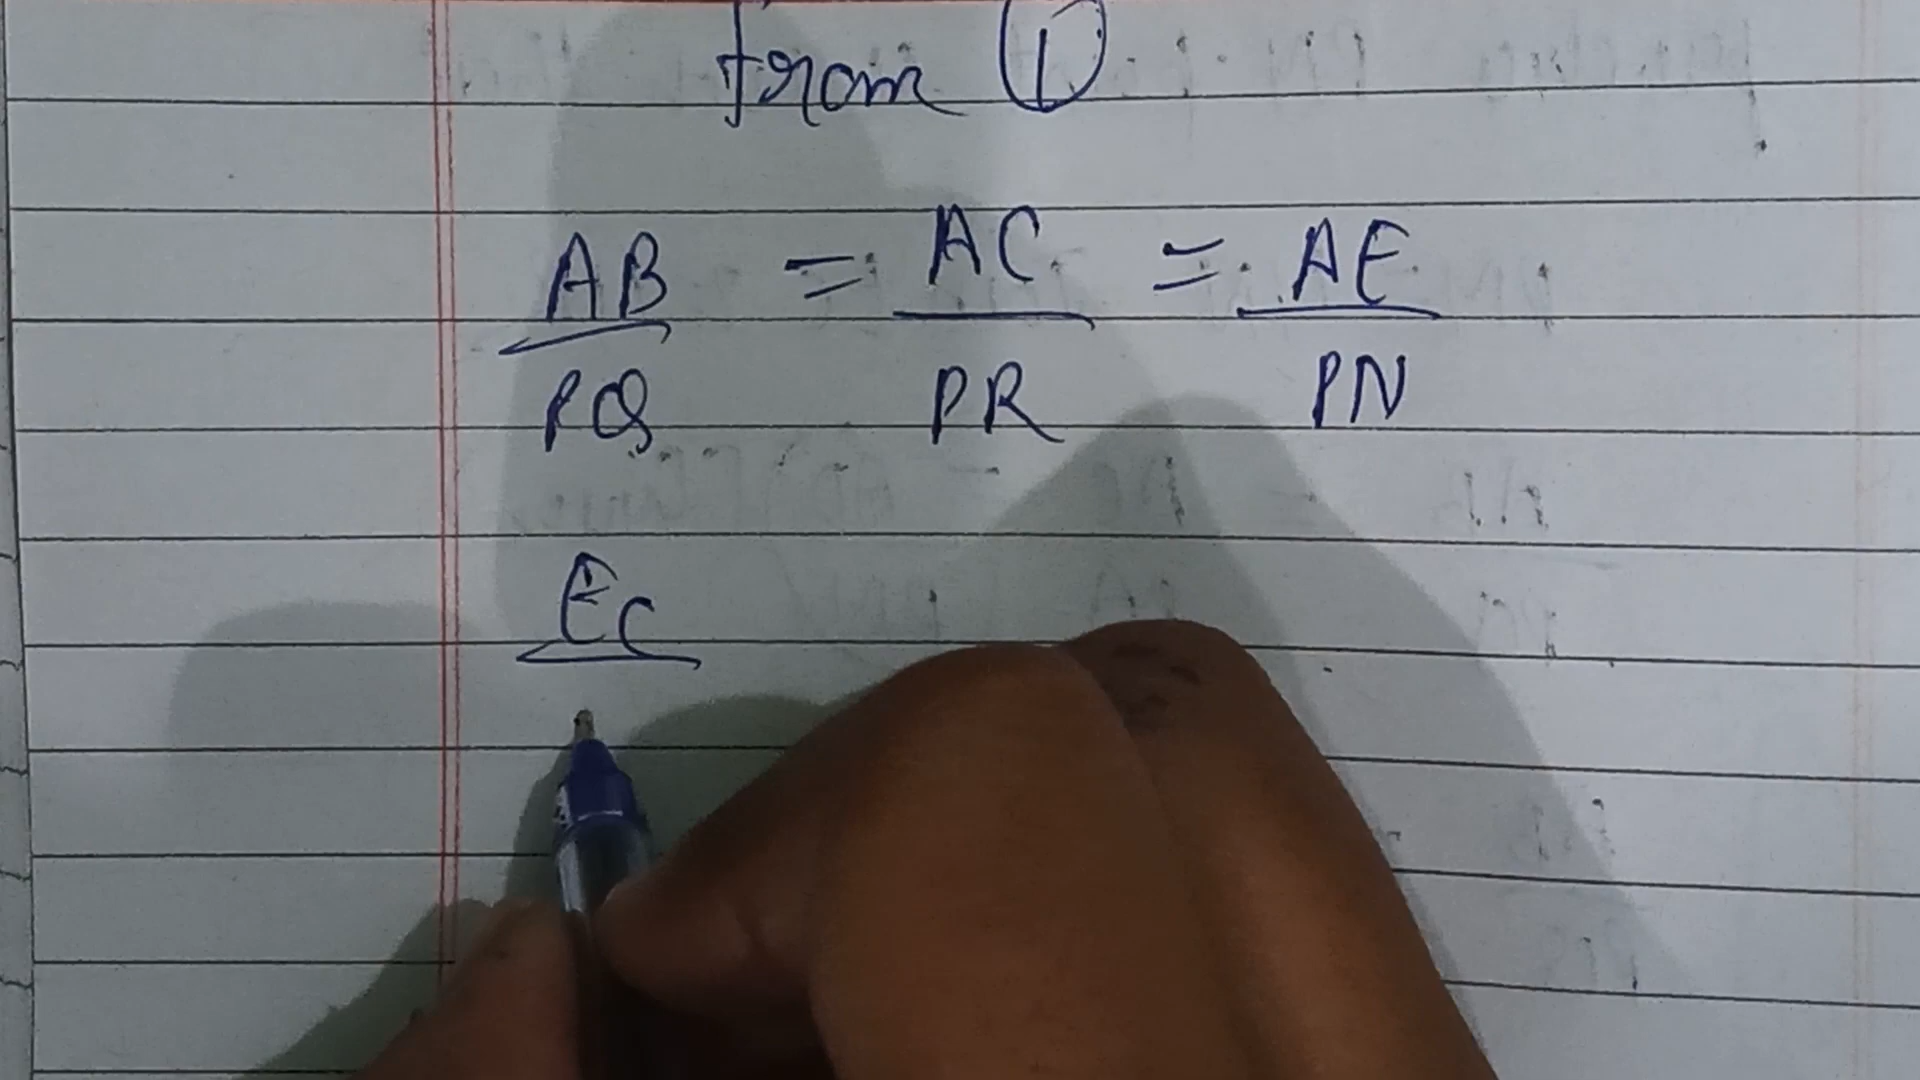 from ①
AB = AC = AE
PQ PR PN
EC